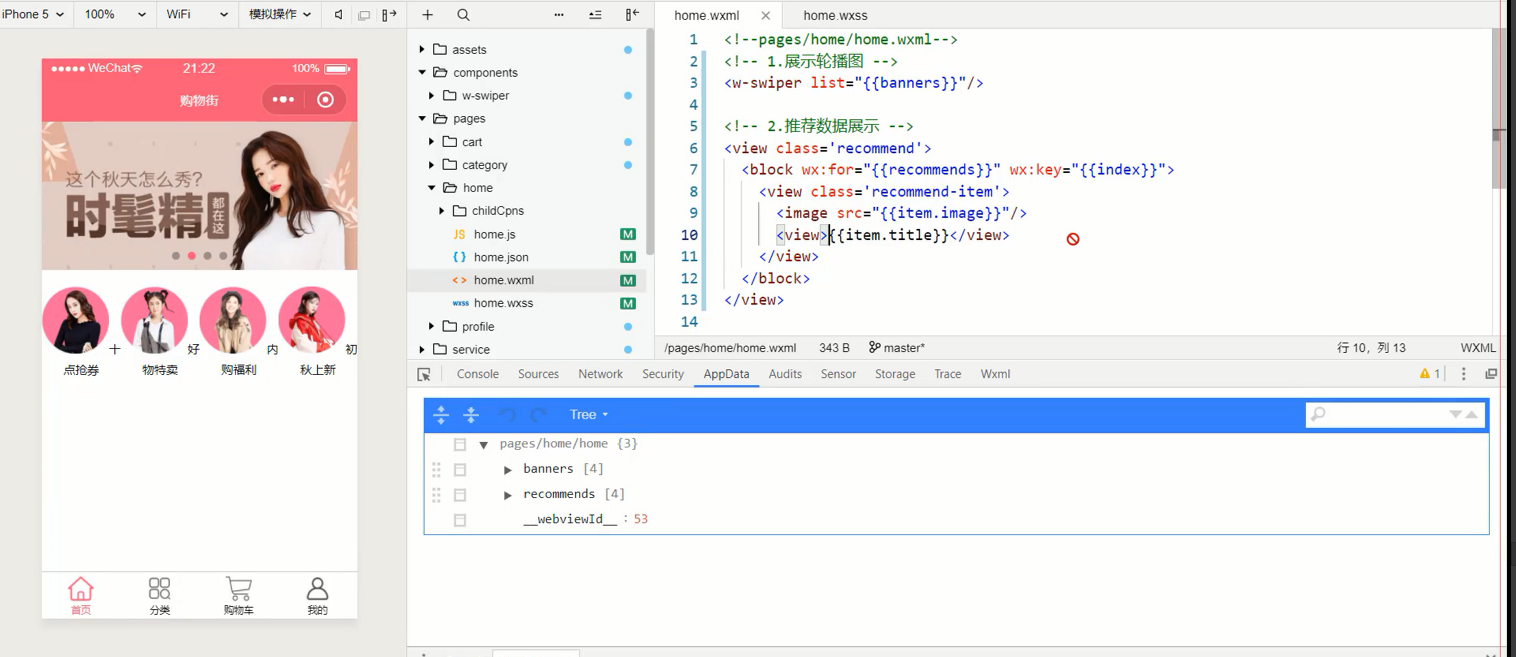 iPhone 5 100% WiFi 模拟操作
WeChat 21:22 100%
购物街
这个秋天怎么秀?
时髦精 都在这
十 好 内 初
点抢券 物特卖 购福利 秋上新
首页 分类 购物车 我的
assets
components
w-swiper
pages
cart
category
home
childCpns
JS home.js M
{ } home.json M
< > home.wxml M
wxss home.wxss M
profile
service
home.wxml home.wxss
1 <!--pages/home/home.wxml-->
2 <!-- 1.展示轮播图 -->
3 <w-swiper list="{{banners}}"/>
4
5 <!-- 2.推荐数据展示 -->
6 <view class='recommend'>
7 <block wx:for="{{recommends}}" wx:key="{{index}}">
8 <view class='recommend-item'>
9 <image src="{{item.image}}"/>
10 <view>{{item.title}}</view>
11 </view>
12 </block>
13 </view>
14
/pages/home/home.wxml 343 B master* 行 10，列 13 WXML
Console Sources Network Security AppData Audits Sensor Storage Trace Wxml 1
Tree
pages/home/home {3}
banners [4]
recommends [4]
__webviewId__ : 53